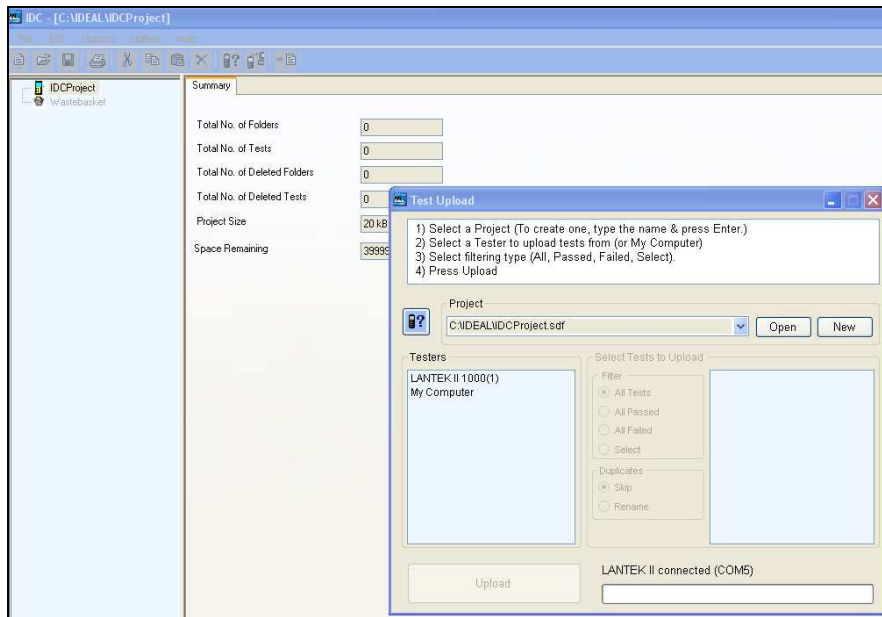 IDC - [C:\IDEAL\IDCProject]
File Edit Options Utilities Help
IDCProject
Wastebasket
Summary
Total No. of Folders 0
Total No. of Tests 0
Total No. of Deleted Folders 0
Total No. of Deleted Tests 0
Project Size 20 kB
Space Remaining 39999
Test Upload
1) Select a Project (To create one, type the name & press Enter.)
2) Select a Tester to upload tests from (or My Computer)
3) Select filtering type (All, Passed, Failed, Select).
4) Press Upload
Project
C:\IDEAL\IDCProject.sdf
Open New
Testers
LANTEK II 1000(1)
My Computer
Select Tests to Upload
Filter
All Tests
All Passed
All Failed
Select
Duplicates
Skip
Rename
Upload
LANTEK II connected (COM5)